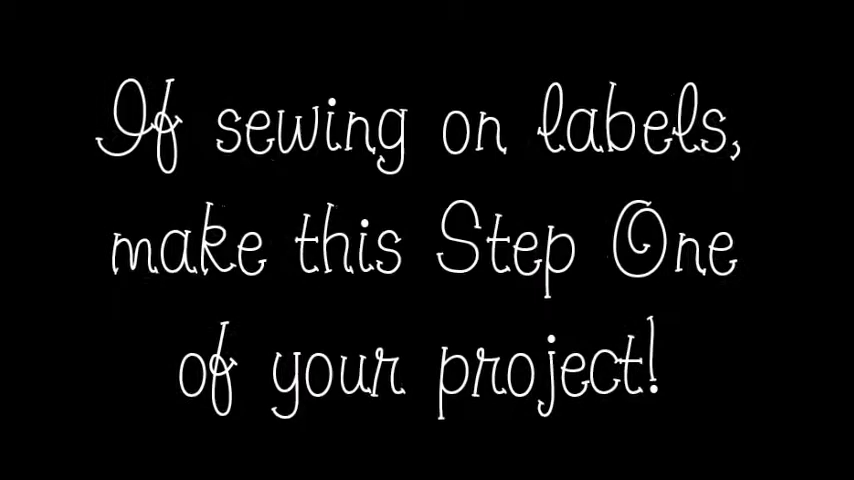 If sewing on labels,
make this Step One
of your project!